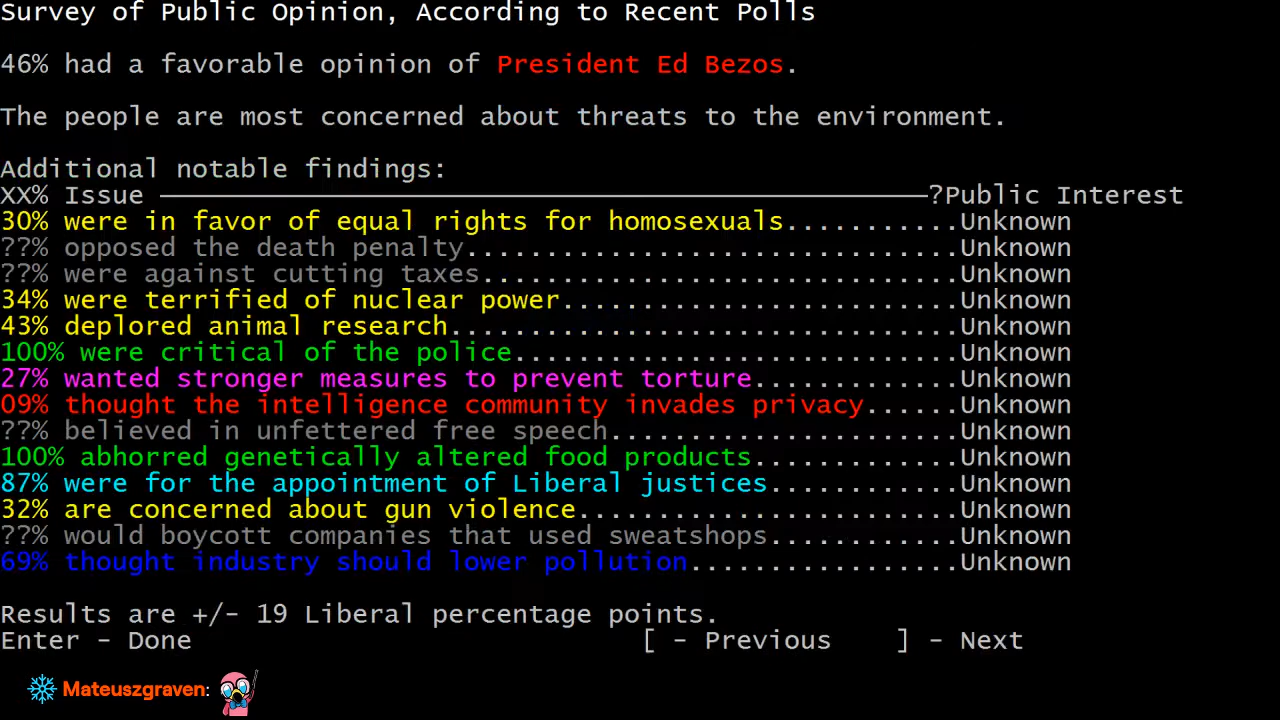 Survey of Public Opinion, According to Recent Polls
46% had a favorable opinion of President Ed Bezos.
The people are most concerned about threats to the environment.
Additional notable findings:
XX% Issue ────────────────────────────────────────────────?Public Interest
30% were in favor of equal rights for homosexuals...........Unknown
??% opposed the death penalty...............................Unknown
??% were against cutting taxes..............................Unknown
34% were terrified of nuclear power.........................Unknown
43% deplored animal research................................Unknown
100% were critical of the police............................Unknown
27% wanted stronger measures to prevent torture.............Unknown
09% thought the intelligence community invades privacy......Unknown
??% believed in unfettered free speech......................Unknown
100% abhorred genetically altered food products.............Unknown
87% were for the appointment of Liberal justices............Unknown
32% are concerned about gun violence........................Unknown
??% would boycott companies that used sweatshops............Unknown
69% thought industry should lower pollution.................Unknown
Results are +/- 19 Liberal percentage points.
Enter - Done [ - Previous ] - Next
Mateuszgraven: